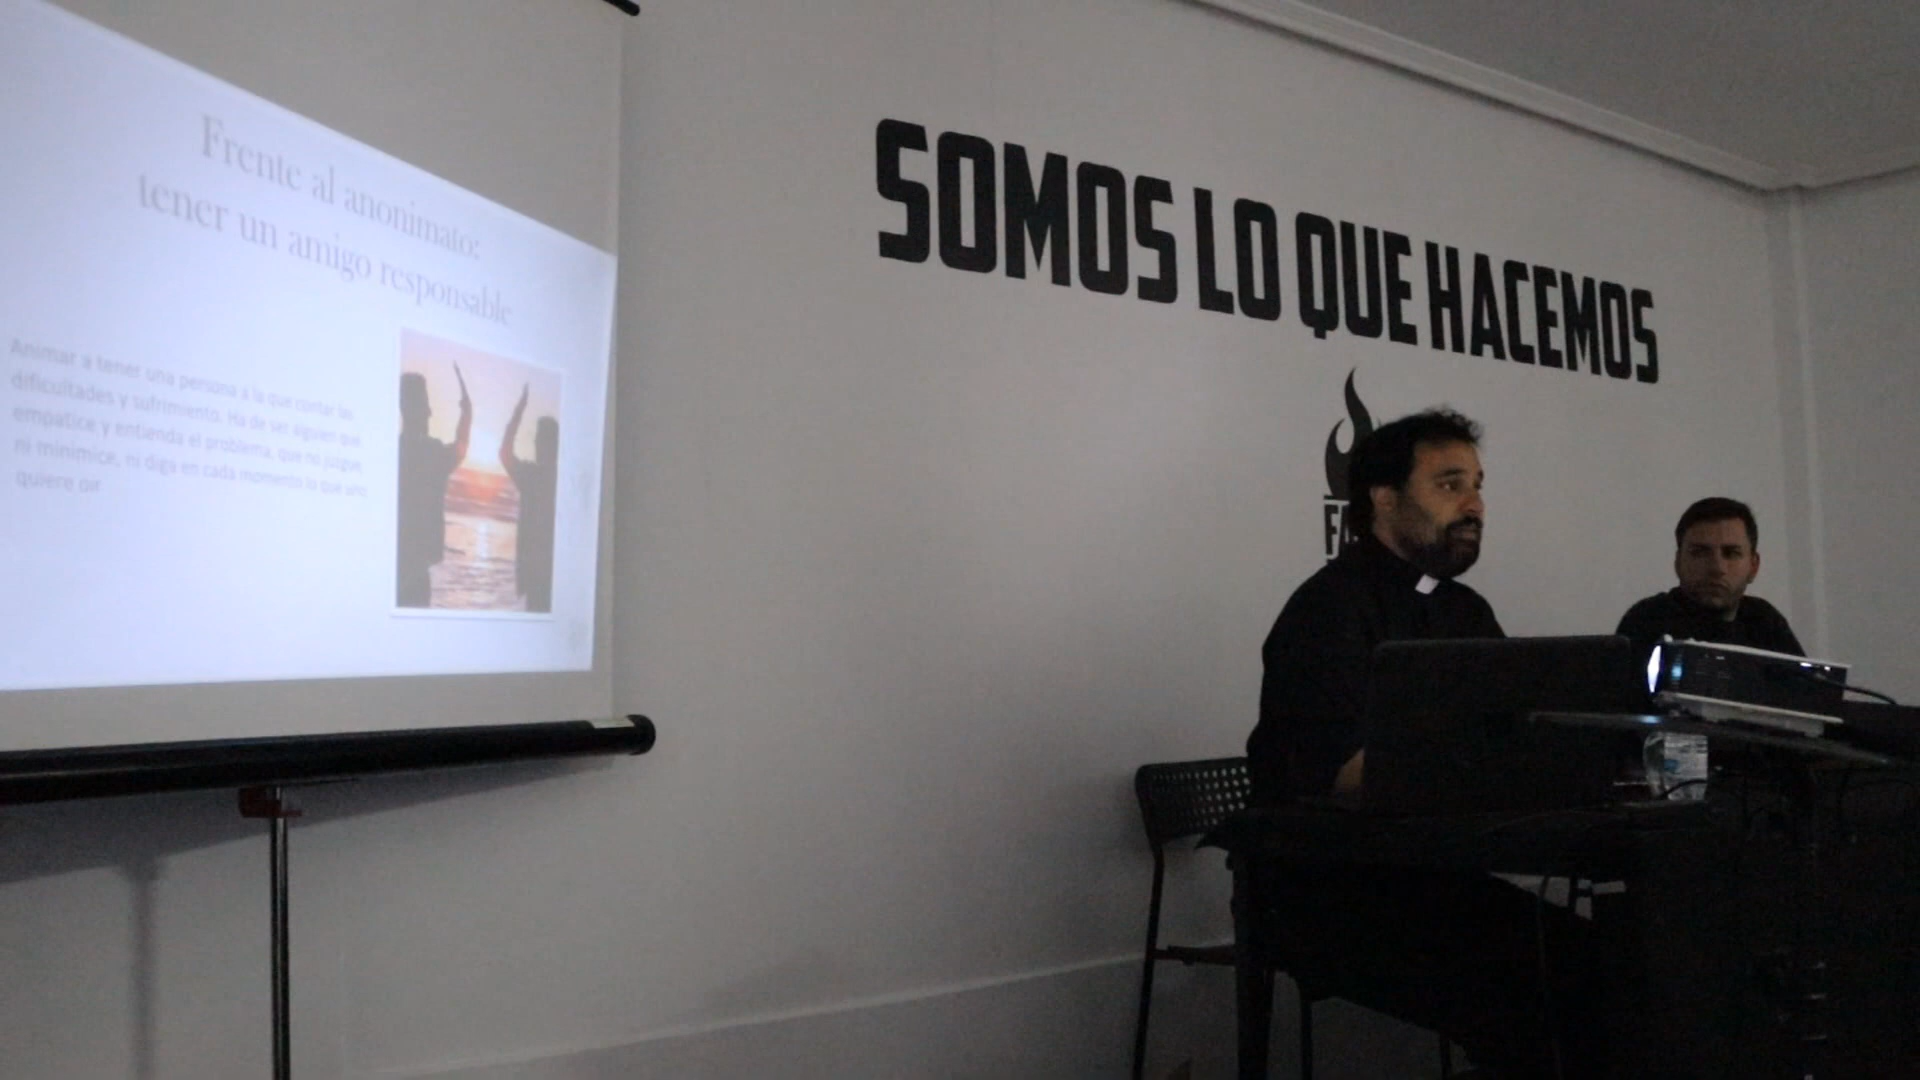 Frente al anonimato:
tener un amigo responsable
Animar a tener una persona a la que contar las
dificultades y sufrimiento. Ha de ser alguien que
empatice y entienda el problema, que no juzgue,
ni minimice, ni diga en cada momento lo que uno
quiere oír
SOMOS LO QUE HACEMOS